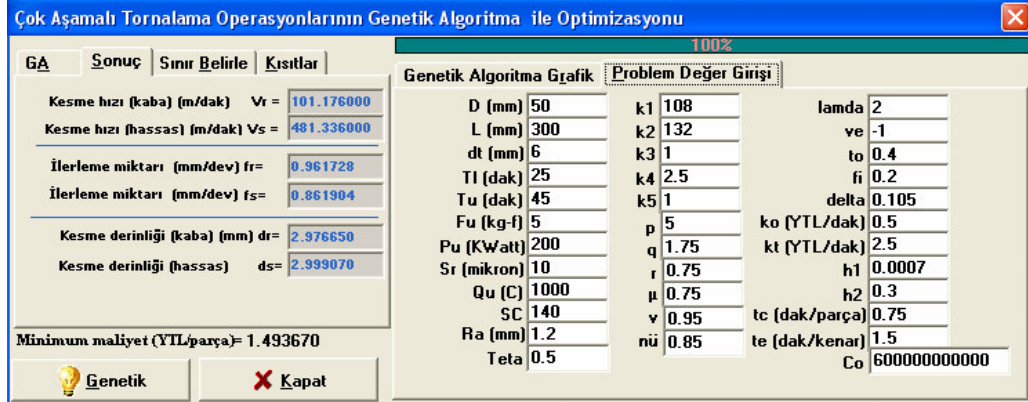 Çok Aşamalı Tornalama Operasyonlarının Genetik Algoritma ile Optimizasyonu
100%
GA Sonuç Sınır Belirle Kısıtlar
Kesme hızı (kaba) (m/dak) Vr = 101.176000
Kesme hızı (hassas) (m/dak) Vs = 481.336000
İlerleme miktarı (mm/dev) fr= 0.961728
İlerleme miktarı (mm/dev) fs= 0.861904
Kesme derinliği (kaba) (mm) dr= 2.976650
Kesme derinliği (hassas) ds= 2.999070
Minimum maliyet (YTL/parça)= 1.493670
Genetik Kapat
Genetik Algoritma Grafik Problem Değer Girişi
D (mm) 50
L (mm) 300
dt (mm) 6
Tl (dak) 25
Tu (dak) 45
Fu (kg-f) 5
Pu (KWatt) 200
Sr (mikron) 10
Qu (C) 1000
SC 140
Ra (mm) 1.2
Teta 0.5
k1 108
k2 132
k3 1
k4 2.5
k5 1
p 5
q 1.75
r 0.75
µ 0.75
v 0.95
nü 0.85
lamda 2
ve -1
to 0.4
fi 0.2
delta 0.105
ko (YTL/dak) 0.5
kt (YTL/dak) 2.5
h1 0.0007
h2 0.3
tc (dak/parça) 0.75
te (dak/kenar) 1.5
Co 600000000000